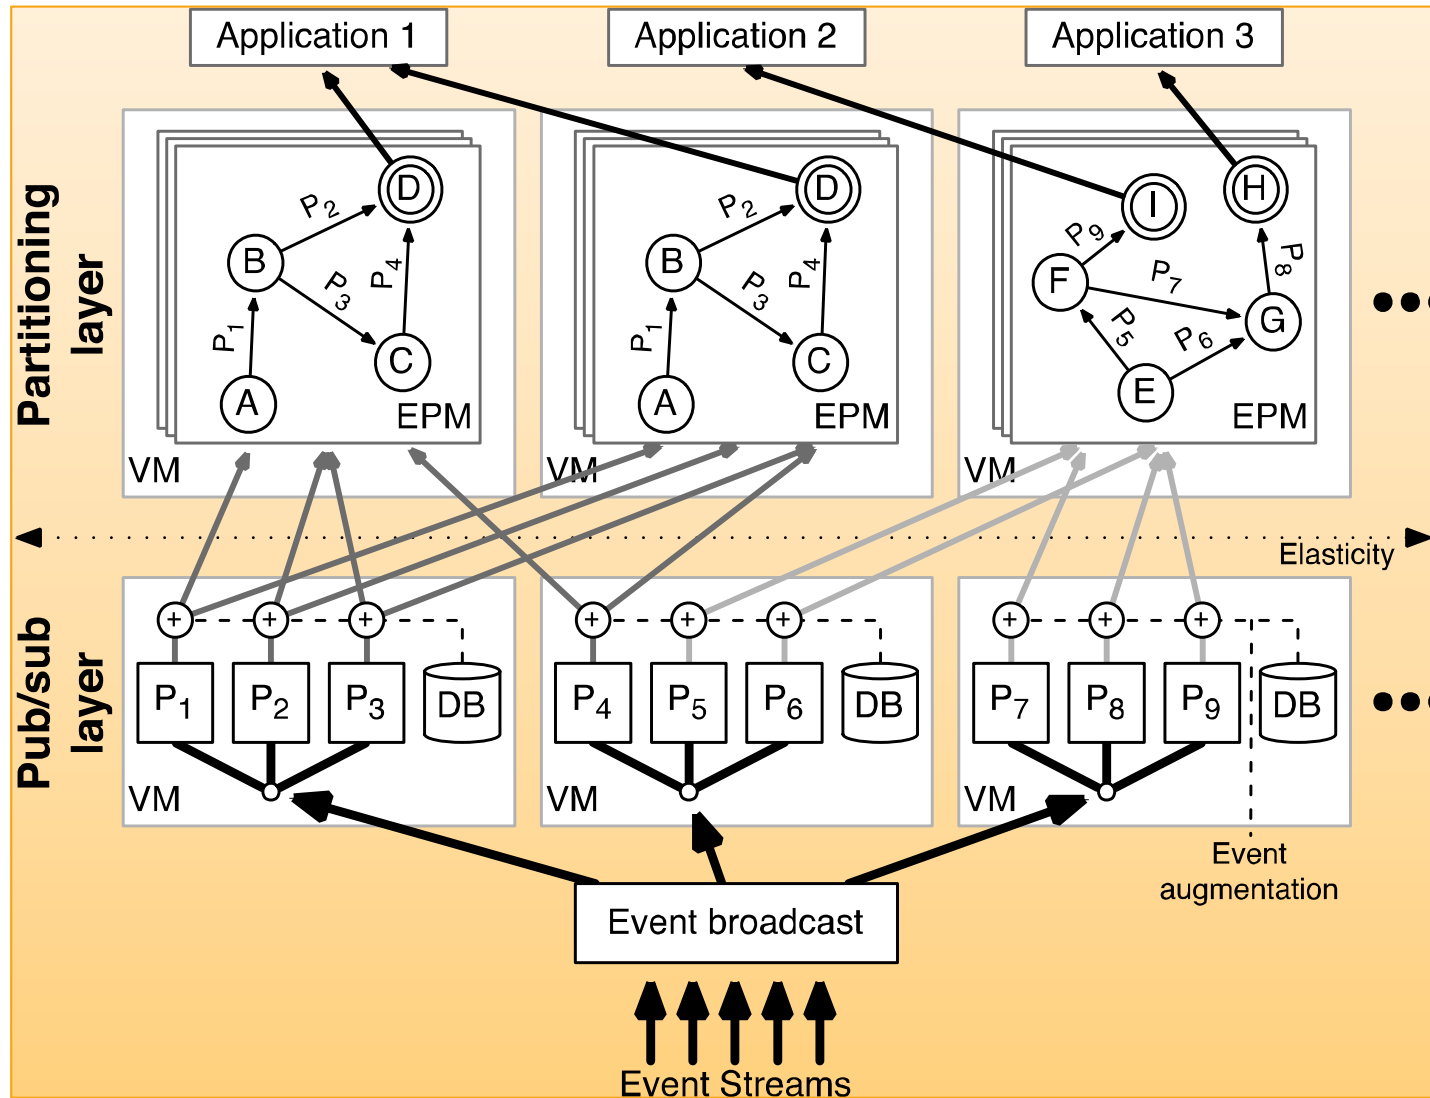 Application 1
Application 2
Application 3
Partitioning
layer
D
P2
B
P3
P4
P1
C
A
EPM
VM
D
P2
B
P3
P4
P1
C
A
EPM
VM
I
H
P9
F
P7
P8
G
P5
P6
E
EPM
VM
Elasticity
Pub/sub
layer
+
+
+
P1
P2
P3
DB
VM
+
+
+
P4
P5
P6
DB
VM
+
+
+
P7
P8
P9
DB
VM
Event
augmentation
Event broadcast
Event Streams